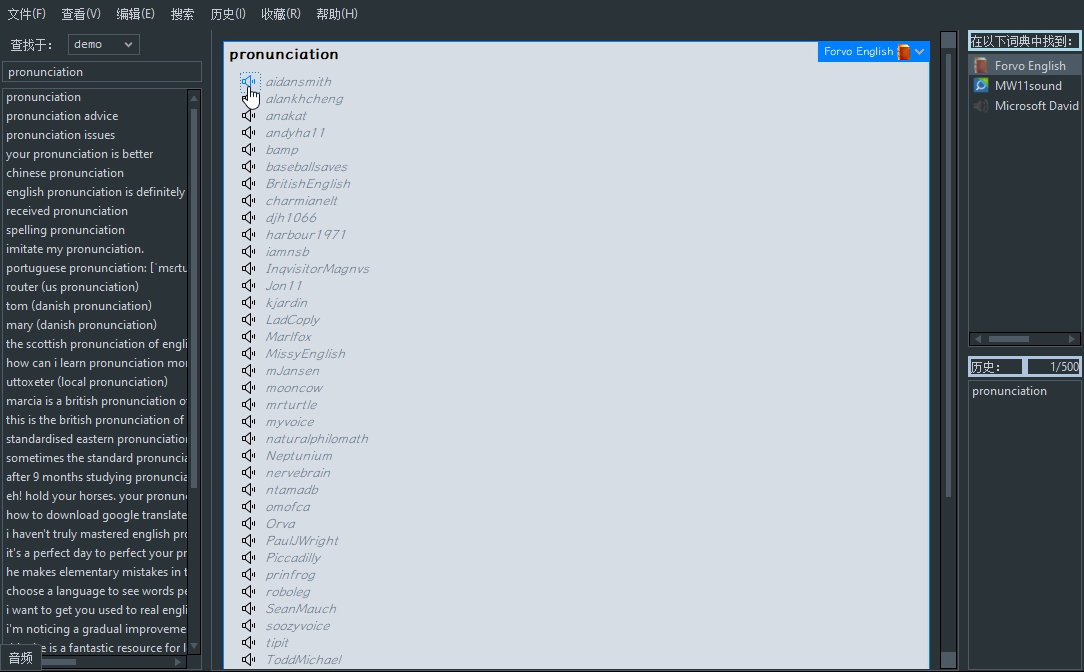 文件(F) 查看(V) 编辑(E) 搜索 历史(I) 收藏(R) 帮助(H)
查找于： demo
pronunciation
pronunciation
pronunciation advice
pronunciation issues
your pronunciation is better
chinese pronunciation
english pronunciation is definitely
received pronunciation
spelling pronunciation
imitate my pronunciation.
portuguese pronunciation: [ˈmɛrtu
router (us pronunciation)
tom (danish pronunciation)
mary (danish pronunciation)
the scottish pronunciation of engli
how can i learn pronunciation mor
uttoxeter (local pronunciation)
marcia is a british pronunciation of
this is the british pronunciation of
standardised eastern pronunciation
sometimes the standard pronuncia
after 9 months studying pronuncia
eh! hold your horses. your pronun
how to download google translate
i haven't truly mastered english pro
it's a perfect day to perfect your pr
he makes elementary mistakes in t
choose a language to see words pe
i want to get you used to real engli
i'm noticing a gradual improveme
is a fantastic resource for l
音频
pronunciation
Forvo English
aidansmith
alankhcheng
anakat
andyha11
bamp
baseballsaves
BritishEnglish
charmianelt
djh1066
harbour1971
iamnsb
InqvisitorMagnvs
Jon11
kjardin
LadCoply
Marlfox
MissyEnglish
mJansen
mooncow
mrturtle
myvoice
naturalphilomath
Neptunium
nervebrain
ntamadb
omofca
Orva
PaulJWright
Piccadilly
prinfrog
roboleg
SeanMauch
soozyvoice
tipit
ToddMichael
在以下词典中找到：
Forvo English
MW11sound
Microsoft David
历史： 1/500
pronunciation